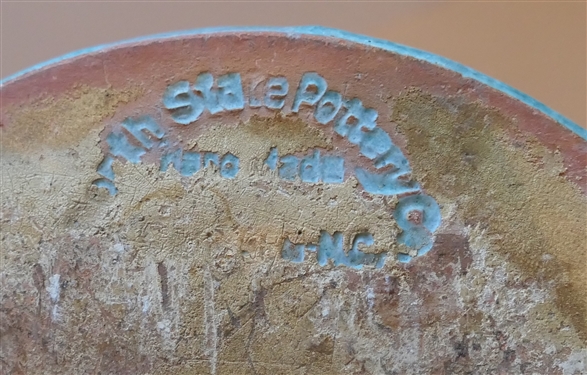 rth State Pottery Co
Hand Made
-N.C.